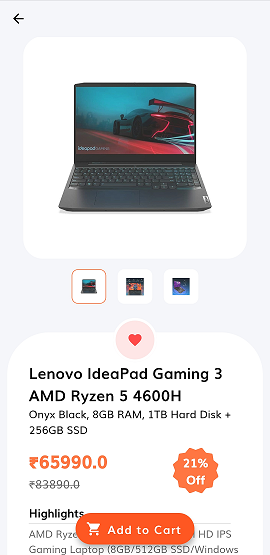 ideapad
Lenovo IdeaPad Gaming 3
AMD Ryzen 5 4600H
Onyx Black, 8GB RAM, 1TB Hard Disk +
256GB SSD
₹65990.0
₹83890.0
21%
Off
Highlights
AMD Ryze HD IPS
Add to Cart
Gaming Laptop (8GB/512GB SSD/Windows